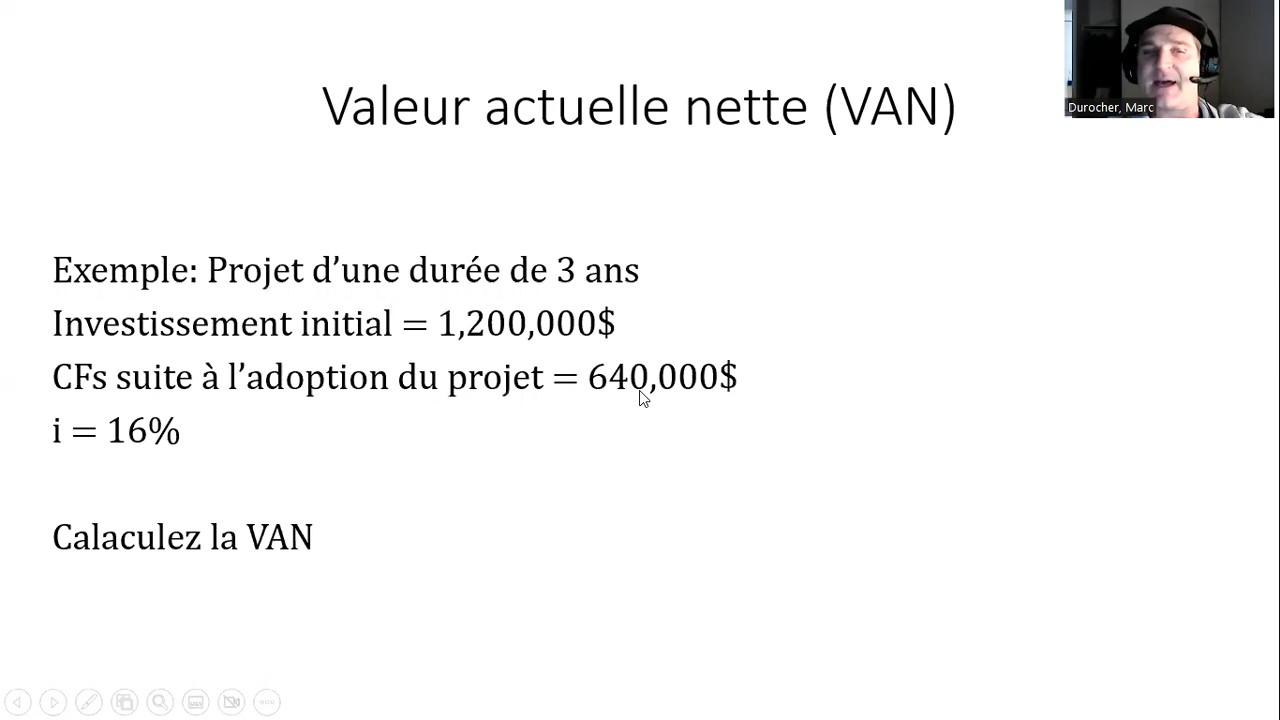 Durocher, Marc
Valeur actuelle nette (VAN)
Exemple: Projet d’une durée de 3 ans
Investissement initial = 1,200,000$
CFs suite à l’adoption du projet = 640,000$
i = 16%
Calaculez la VAN